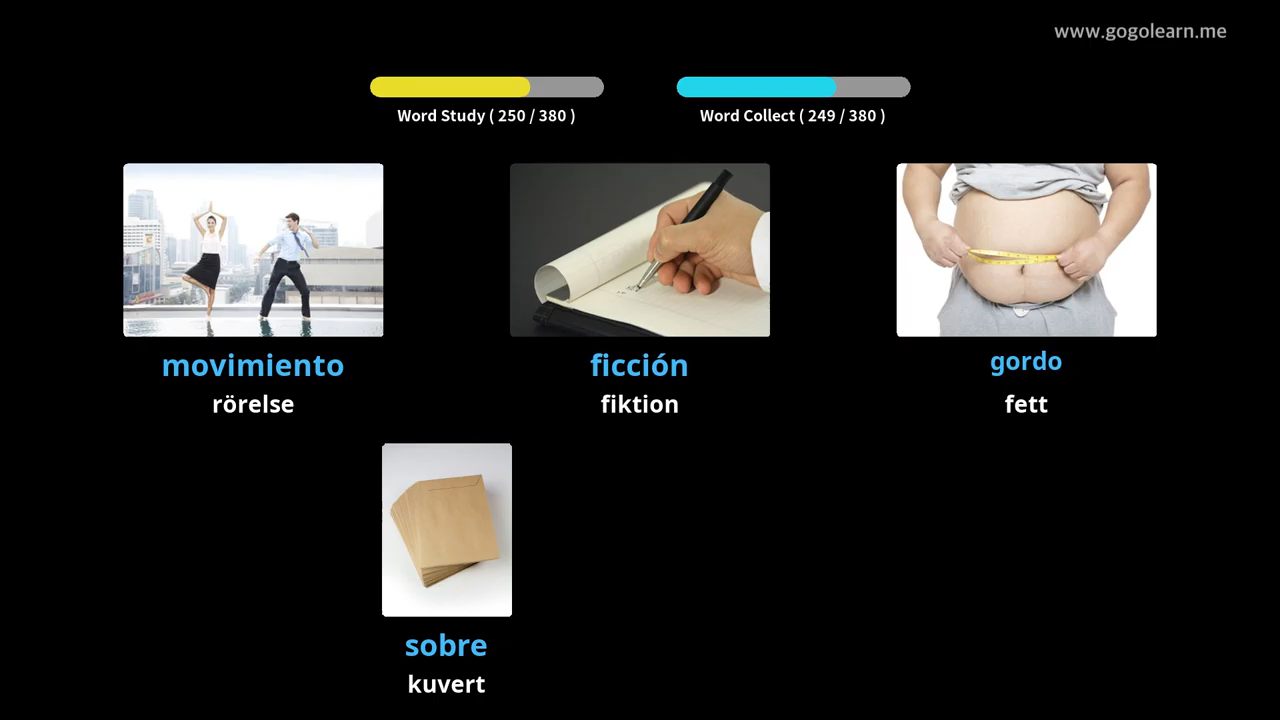 www.gogolearn.me
Word Study ( 250 / 380 )
Word Collect ( 249 / 380 )
movimiento
rörelse
ficción
fiktion
gordo
fett
sobre
kuvert